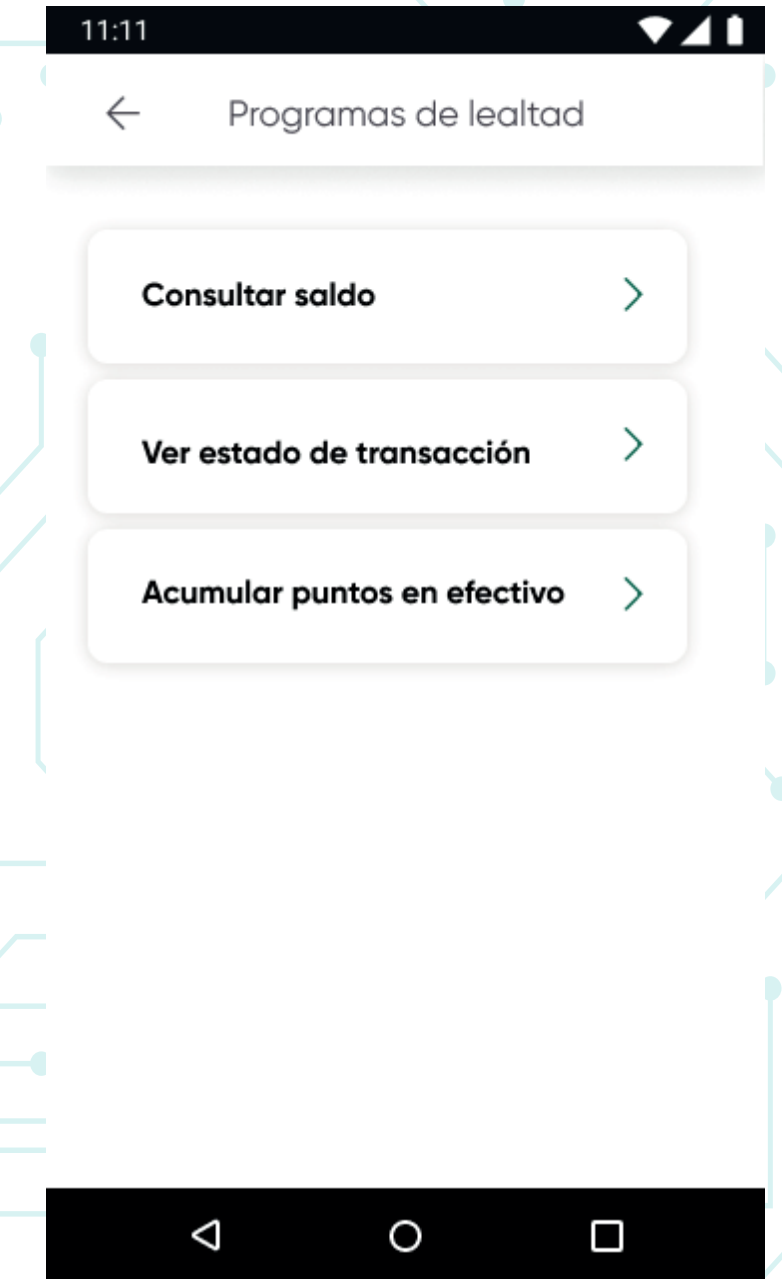 11:11
Programas de lealtad
Consultar saldo
Ver estado de transacción
Acumular puntos en efectivo